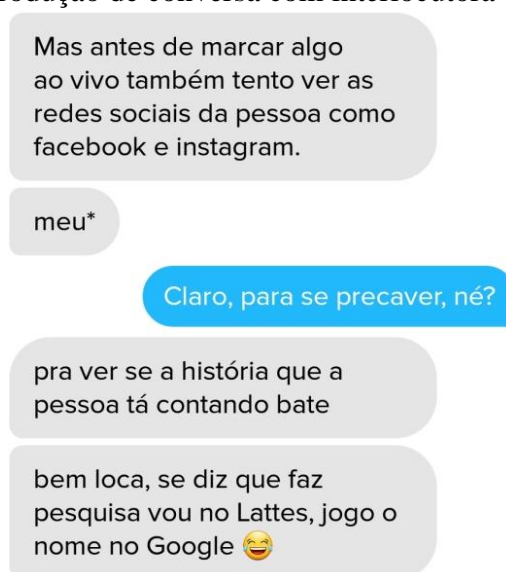 Mas antes de marcar algo
ao vivo também tento ver as
redes sociais da pessoa como
facebook e instagram.
meu*
Claro, para se precaver, né?
pra ver se a história que a
pessoa tá contando bate
bem loca, se diz que faz
pesquisa vou no Lattes, jogo o
nome no Google 😂